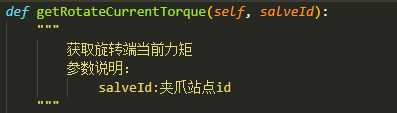 def getRotateCurrentTorque(self, salveId):
"""
获取旋转端当前力矩
参数说明：
salveId:夹爪站点id
"""